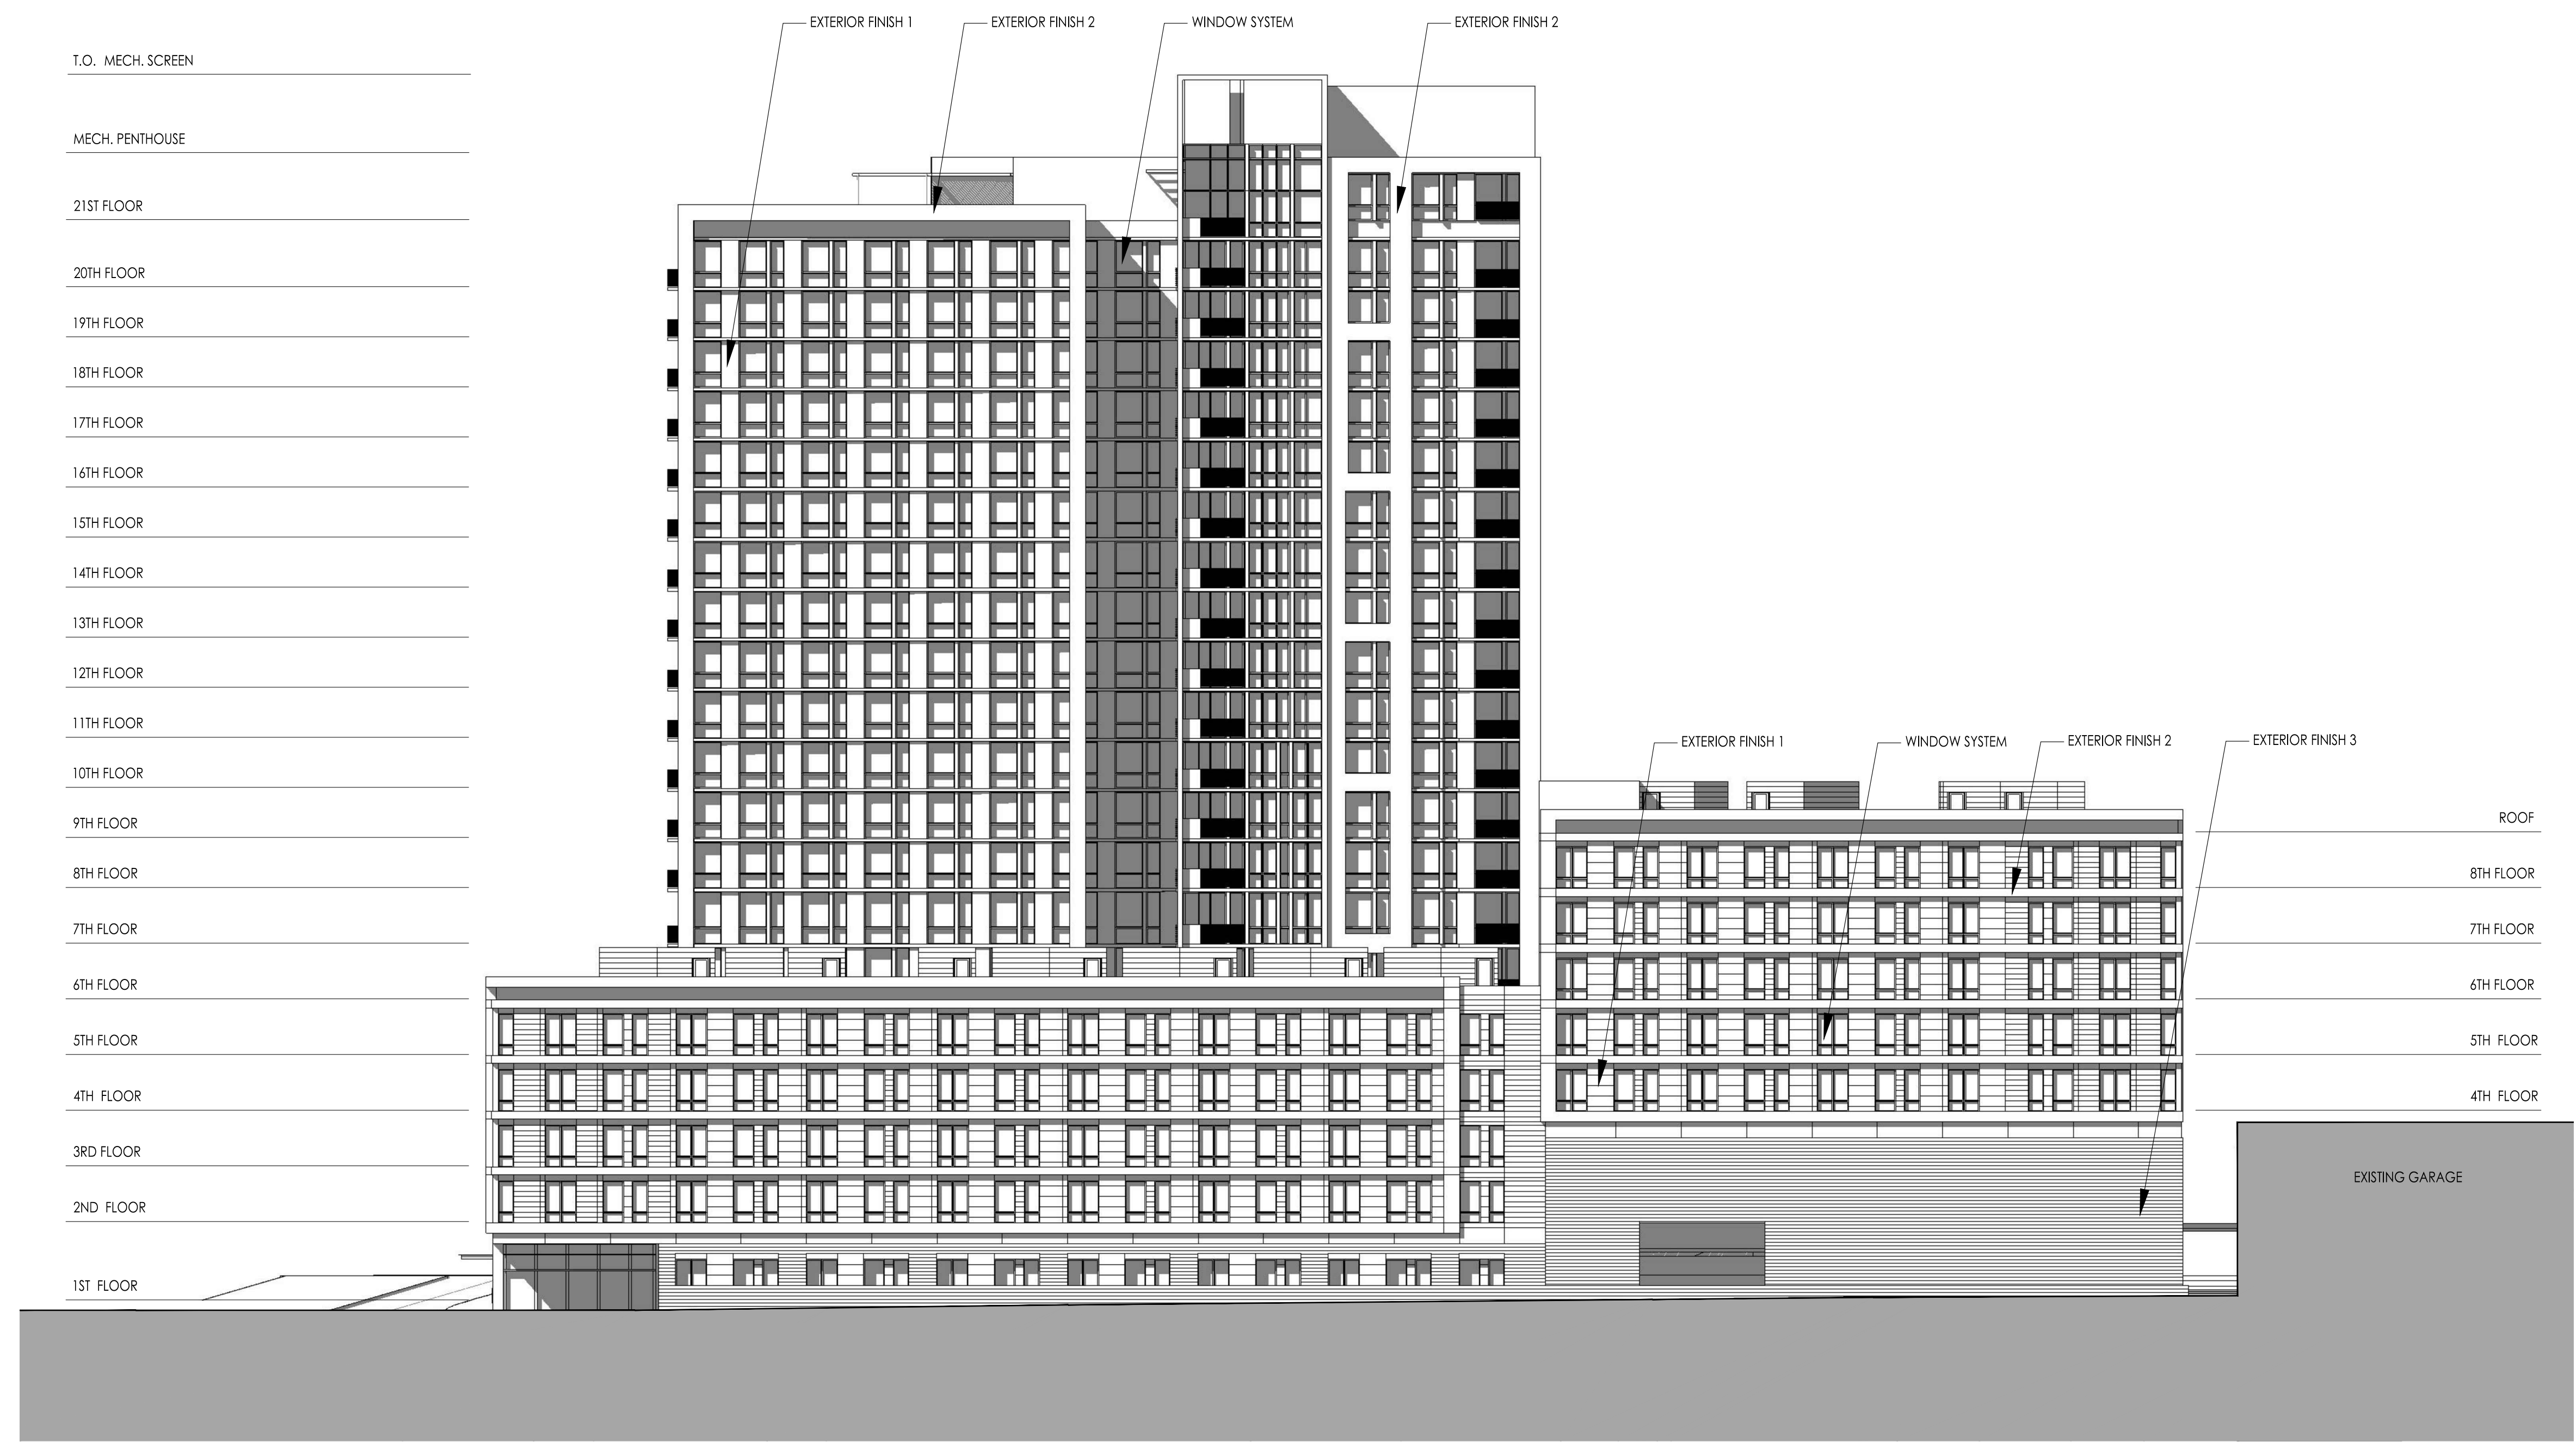 EXTERIOR FINISH 1
EXTERIOR FINISH 2
WINDOW SYSTEM
EXTERIOR FINISH 2
T.O. MECH. SCREEN
MECH. PENTHOUSE
21ST FLOOR
20TH FLOOR
19TH FLOOR
18TH FLOOR
17TH FLOOR
16TH FLOOR
15TH FLOOR
14TH FLOOR
13TH FLOOR
12TH FLOOR
11TH FLOOR
10TH FLOOR
9TH FLOOR
8TH FLOOR
7TH FLOOR
6TH FLOOR
5TH FLOOR
4TH FLOOR
3RD FLOOR
2ND FLOOR
1ST FLOOR
EXTERIOR FINISH 1
WINDOW SYSTEM
EXTERIOR FINISH 2
EXTERIOR FINISH 3
ROOF
8TH FLOOR
7TH FLOOR
6TH FLOOR
5TH FLOOR
4TH FLOOR
EXISTING GARAGE